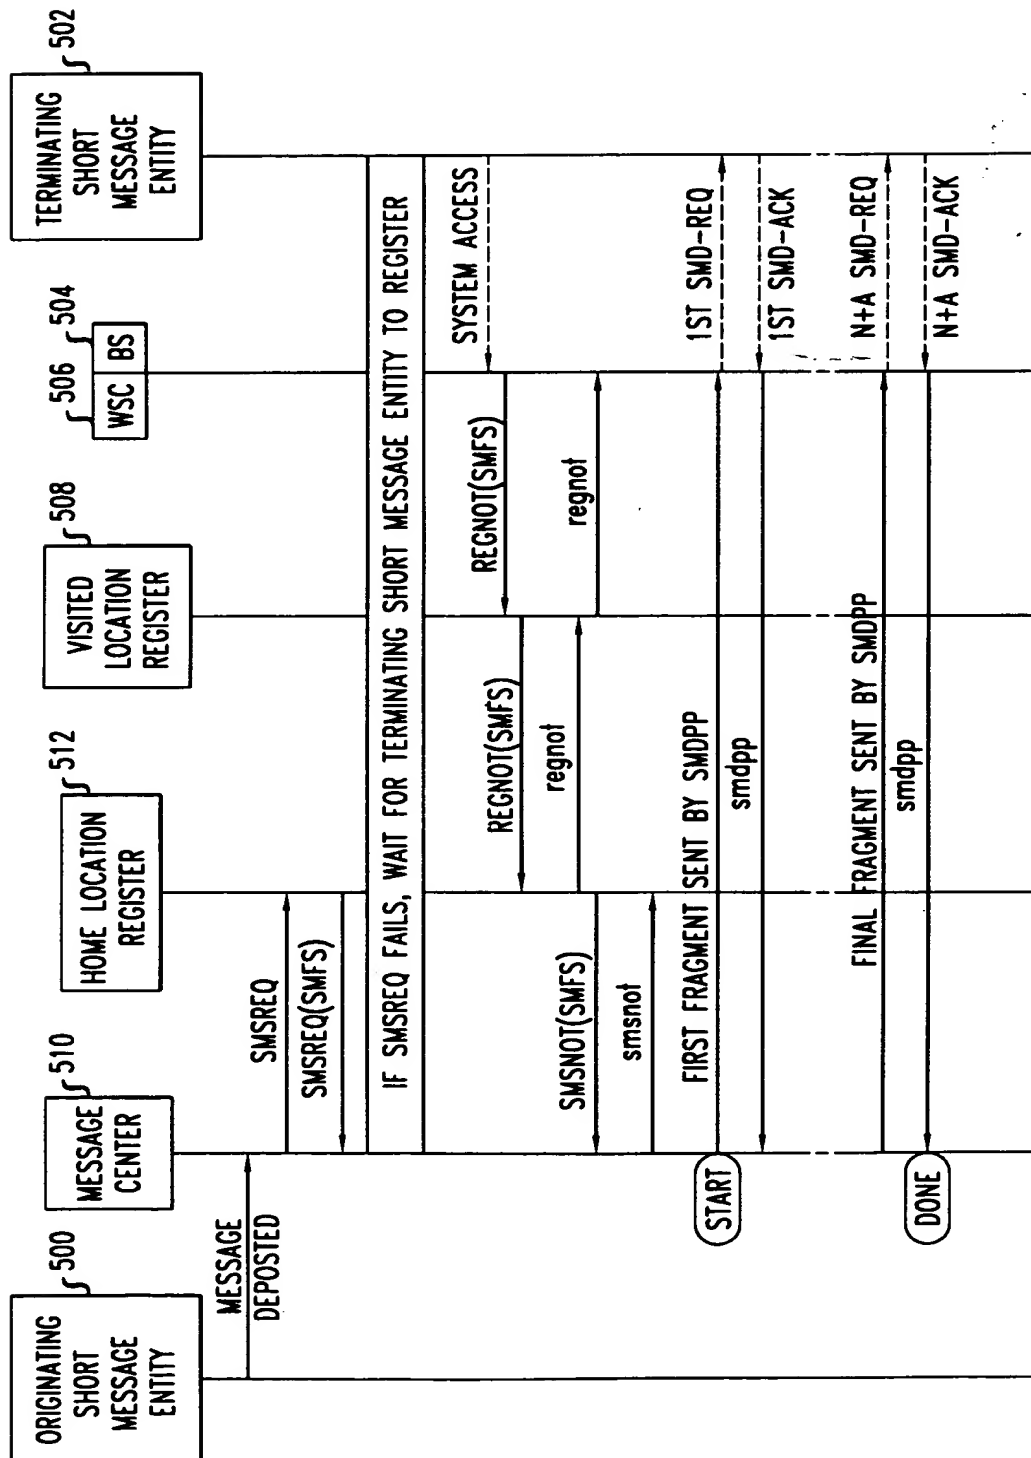 ORIGINATING
SHORT
MESSAGE
ENTITY
500
MESSAGE
CENTER
510
HOME LOCATION
REGISTER
512
VISITED
LOCATION
REGISTER
508
506
504
WSC
BS
TERMINATING
SHORT
MESSAGE
ENTITY
502
MESSAGE
DEPOSTED
SMSREQ
SMSREQ(SMFS)
IF SMSREQ FAILS, WAIT FOR TERMINATING SHORT MESSAGE ENTITY TO REGISTER
SYSTEM ACCESS
REGNOT(SMFS)
REGNOT(SMFS)
regnot
regnot
SMSNOT(SMFS)
smsnot
START
FIRST FRAGMENT SENT BY SMDPP
1ST SMD-REQ
smdpp
1ST SMD-ACK
FINAL FRAGMENT SENT BY SMDPP
N+A SMD-REQ
DONE
smdpp
N+A SMD-ACK